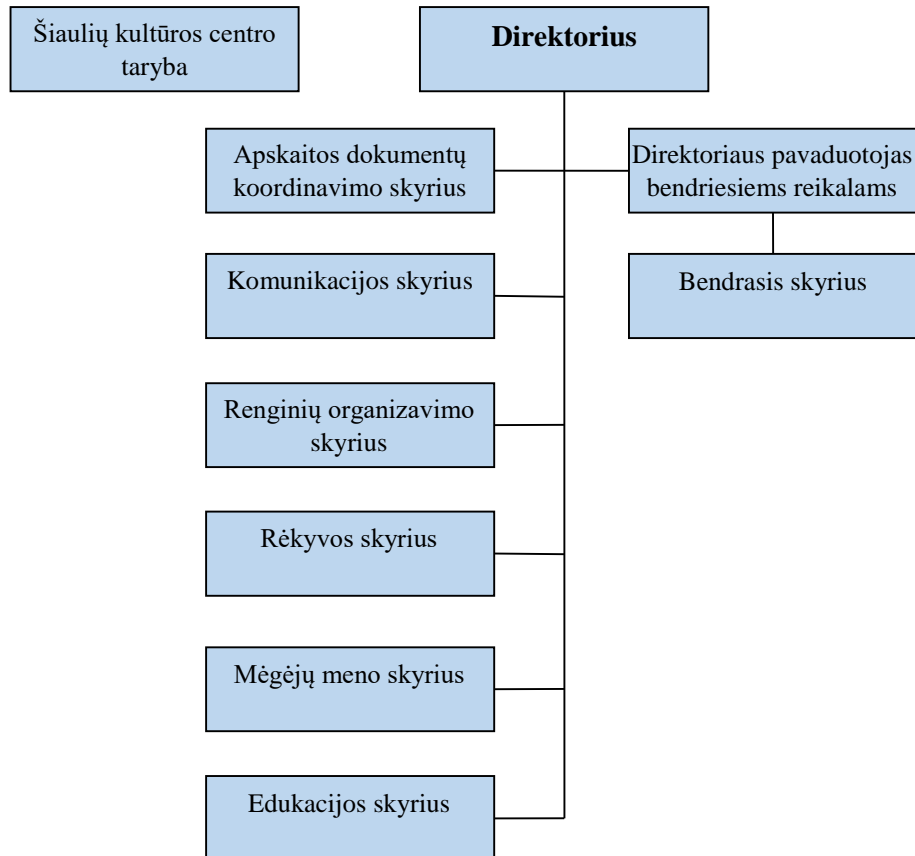 Šiaulių kultūros centro
taryba
Direktorius
Apskaitos dokumentų
koordinavimo skyrius
Direktoriaus pavaduotojas
bendriesiems reikalams
Komunikacijos skyrius
Bendrasis skyrius
Renginių organizavimo
skyrius
Rėkyvos skyrius
Mėgėjų meno skyrius
Edukacijos skyrius